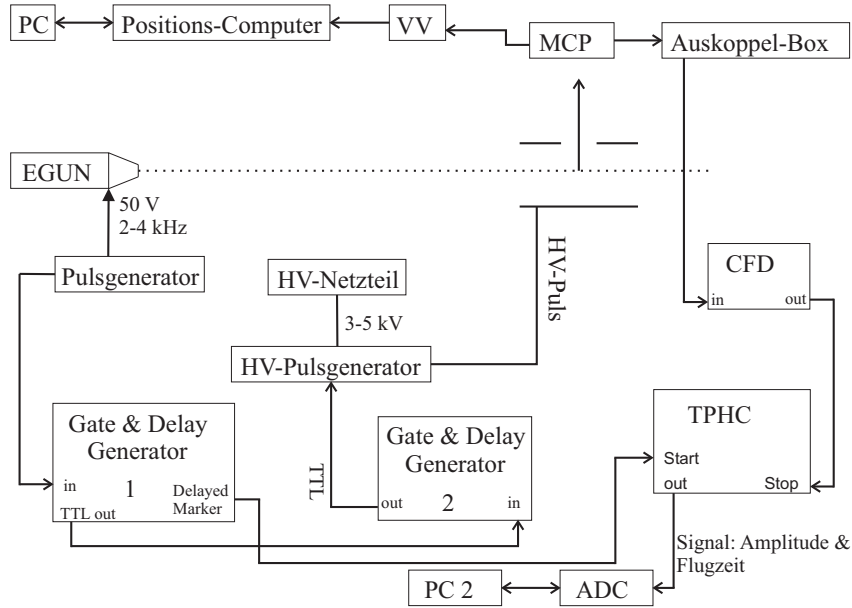 PC
Positions-Computer
VV
MCP
Auskoppel-Box
EGUN
50 V
2-4 kHz
Pulsgenerator
HV-Netzteil
3-5 kV
HV-Pulsgenerator
HV-Puls
CFD
in
out
Gate & Delay
Generator
1
in
TTL out
Delayed
Marker
TTL
Gate & Delay
Generator
2
out
in
TPHC
Start
out
Stop
Signal: Amplitude &
Flugzeit
PC 2
ADC